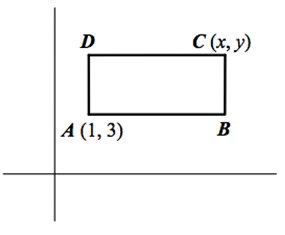 D C (x, y)
A (1, 3) B